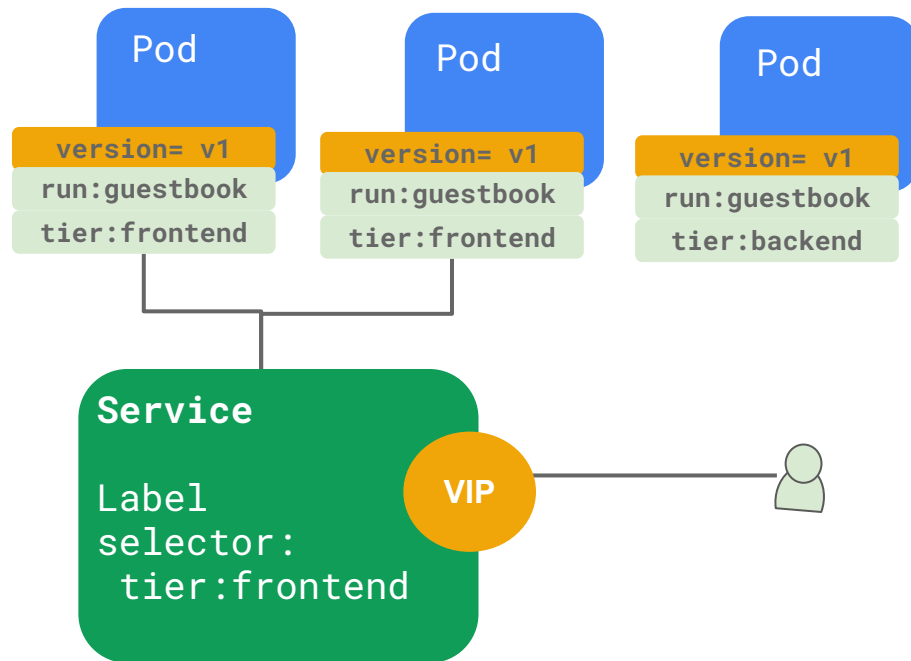 Pod
version= v1
run:guestbook
tier:frontend
Pod
version= v1
run:guestbook
tier:frontend
Pod
version= v1
run:guestbook
tier:backend
Service
Label
selector:
tier:frontend
VIP